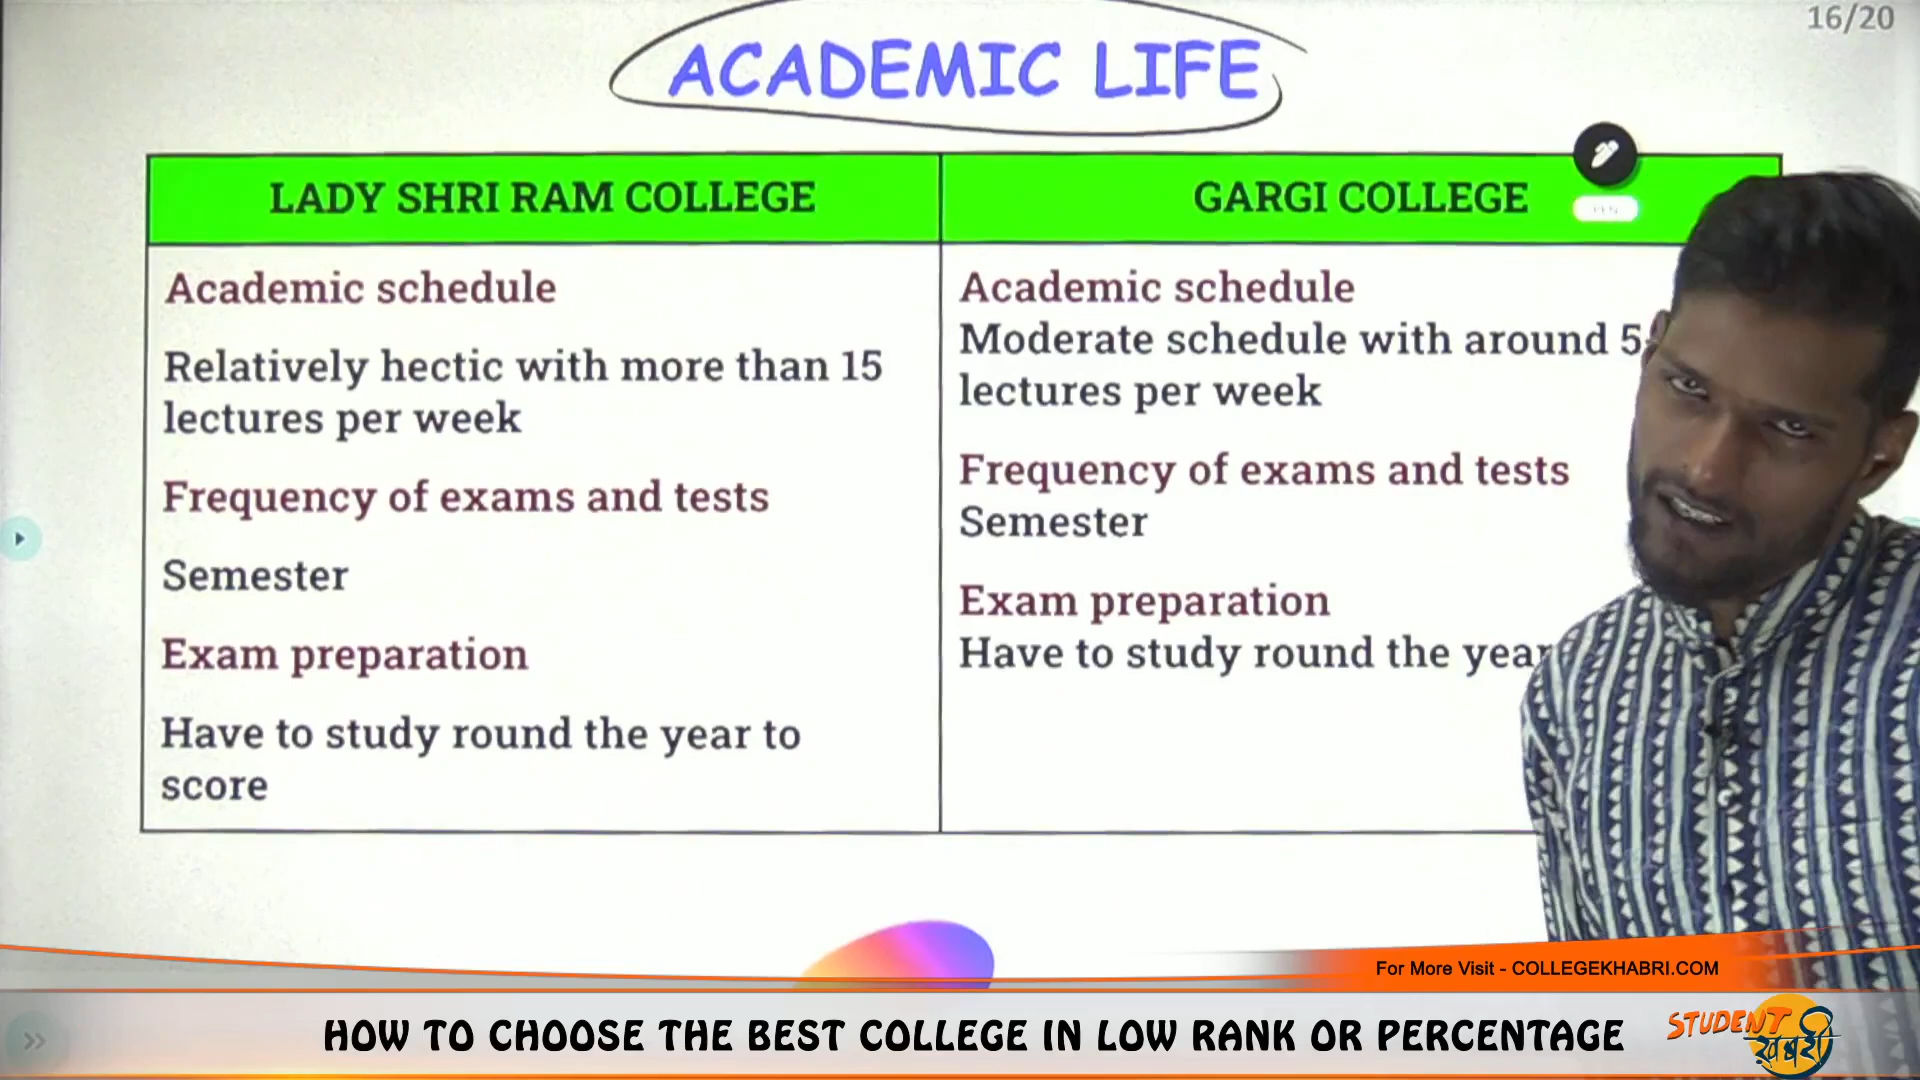 16/20
ACADEMIC LIFE
LADY SHRI RAM COLLEGE
Academic schedule
Relatively hectic with more than 15
lectures per week
Frequency of exams and tests
Semester
Exam preparation
Have to study round the year to
score
GARGI COLLEGE
PEN
Academic schedule
Moderate schedule with around 5-
lectures per week
Frequency of exams and tests
Semester
Exam preparation
Have to study round the year
For More Visit - COLLEGEKHABRI.COM
HOW TO CHOOSE THE BEST COLLEGE IN LOW RANK OR PERCENTAGE
STUDENT
खबरी